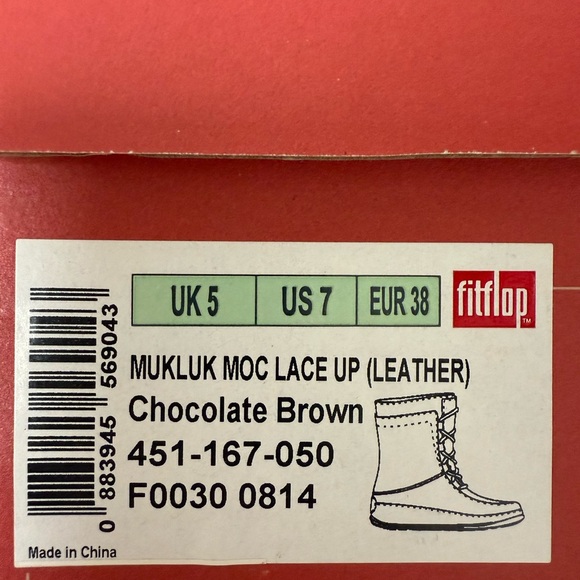 UK 5 US 7 EUR 38 fitflop™
MUKLUK MOC LACE UP (LEATHER)
Chocolate Brown
451-167-050
F0030 0814
0 883945 569043
Made in China